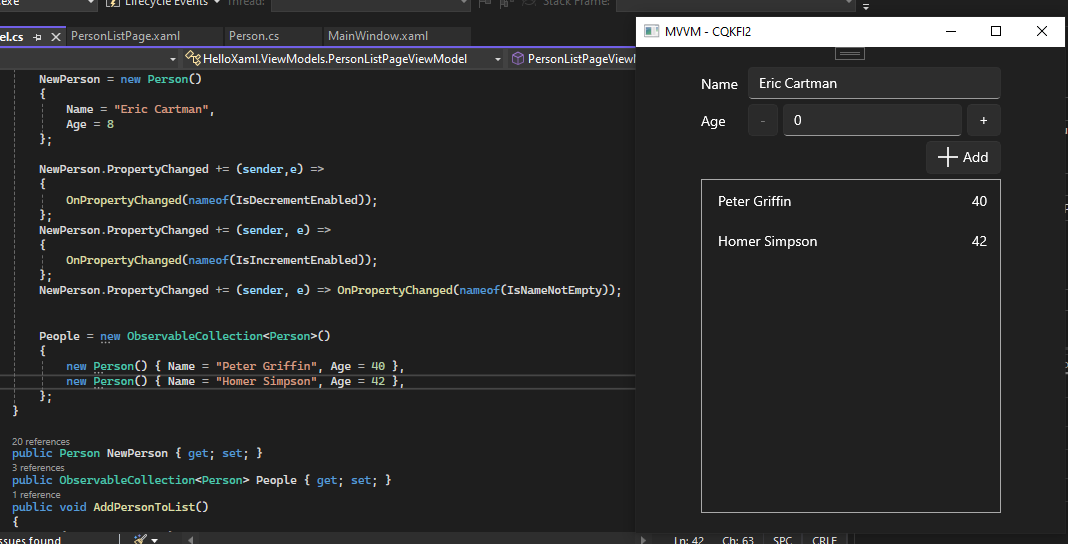 .exe Lifecycle Events Thread: Stack Frame:
el.cs PersonListPage.xaml Person.cs MainWindow.xaml
HelloXaml.ViewModels.PersonListPageViewModel PersonListPageViewM
NewPerson = new Person()
{
Name = "Eric Cartman",
Age = 8
};
NewPerson.PropertyChanged += (sender,e) =>
{
OnPropertyChanged(nameof(IsDecrementEnabled));
};
NewPerson.PropertyChanged += (sender, e) =>
{
OnPropertyChanged(nameof(IsIncrementEnabled));
};
NewPerson.PropertyChanged += (sender, e) => OnPropertyChanged(nameof(IsNameNotEmpty));
People = new ObservableCollection<Person>()
{
new Person() { Name = "Peter Griffin", Age = 40 },
new Person() { Name = "Homer Simpson", Age = 42 },
};
}
20 references
public Person NewPerson { get; set; }
3 references
public ObservableCollection<Person> People { get; set; }
1 reference
public void AddPersonToList()
{
ssues found
Ln: 42 Ch: 63 SPC CRLF
MVVM - CQKFI2
Name Eric Cartman
Age - 0 +
Add
Peter Griffin 40
Homer Simpson 42